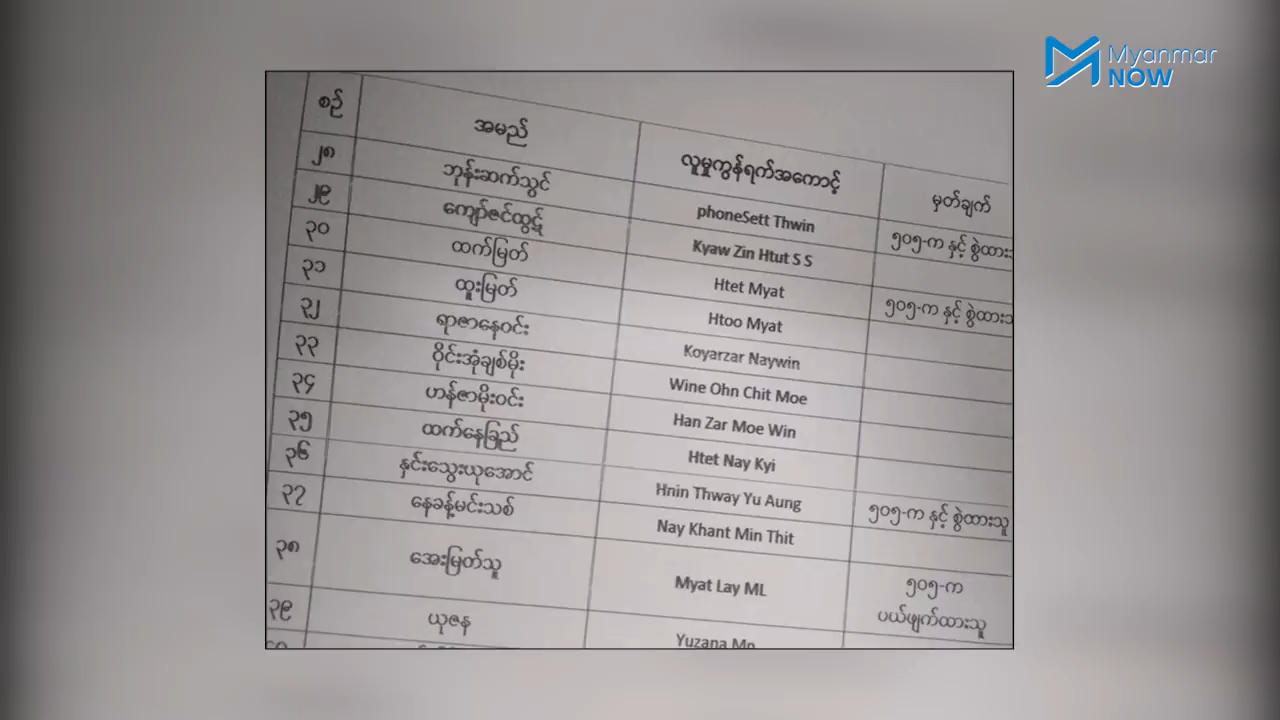 Myanmar
NOW
စဉ် အမည် လူမှုကွန်ရက်အကောင့် မှတ်ချက်
၂၈ ဘုန်းဆက်သွင် phoneSett Thwin ၅၀၅-က နှင့် စွဲထား
၂၉ ကျော်ဇင်ထွဋ် Kyaw Zin Htut S S
၃၀ ထက်မြတ် Htet Myat ၅၀၅-က နှင့် စွဲထား
၃၁ ထူးမြတ် Htoo Myat
၃၂ ရာဇာနေဝင်း Koyarzar Naywin
၃၃ ဝိုင်းအုံချစ်မိုး Wine Ohn Chit Moe
၃၄ ဟန်ဇာမိုးဝင်း Han Zar Moe Win
၃၅ ထက်နေခြည် Htet Nay Kyi
၃၆ နှင်းသွေးယုအောင် Hnin Thway Yu Aung ၅၀၅-က နှင့် စွဲထားသူ
၃၇ နေခန့်မင်းသစ် Nay Khant Min Thit
၃၈ အေးမြတ်သူ Myat Lay ML ၅၀၅-က
ပယ်ဖျက်ထားသူ
၃၉ ယုဇန Yuzana